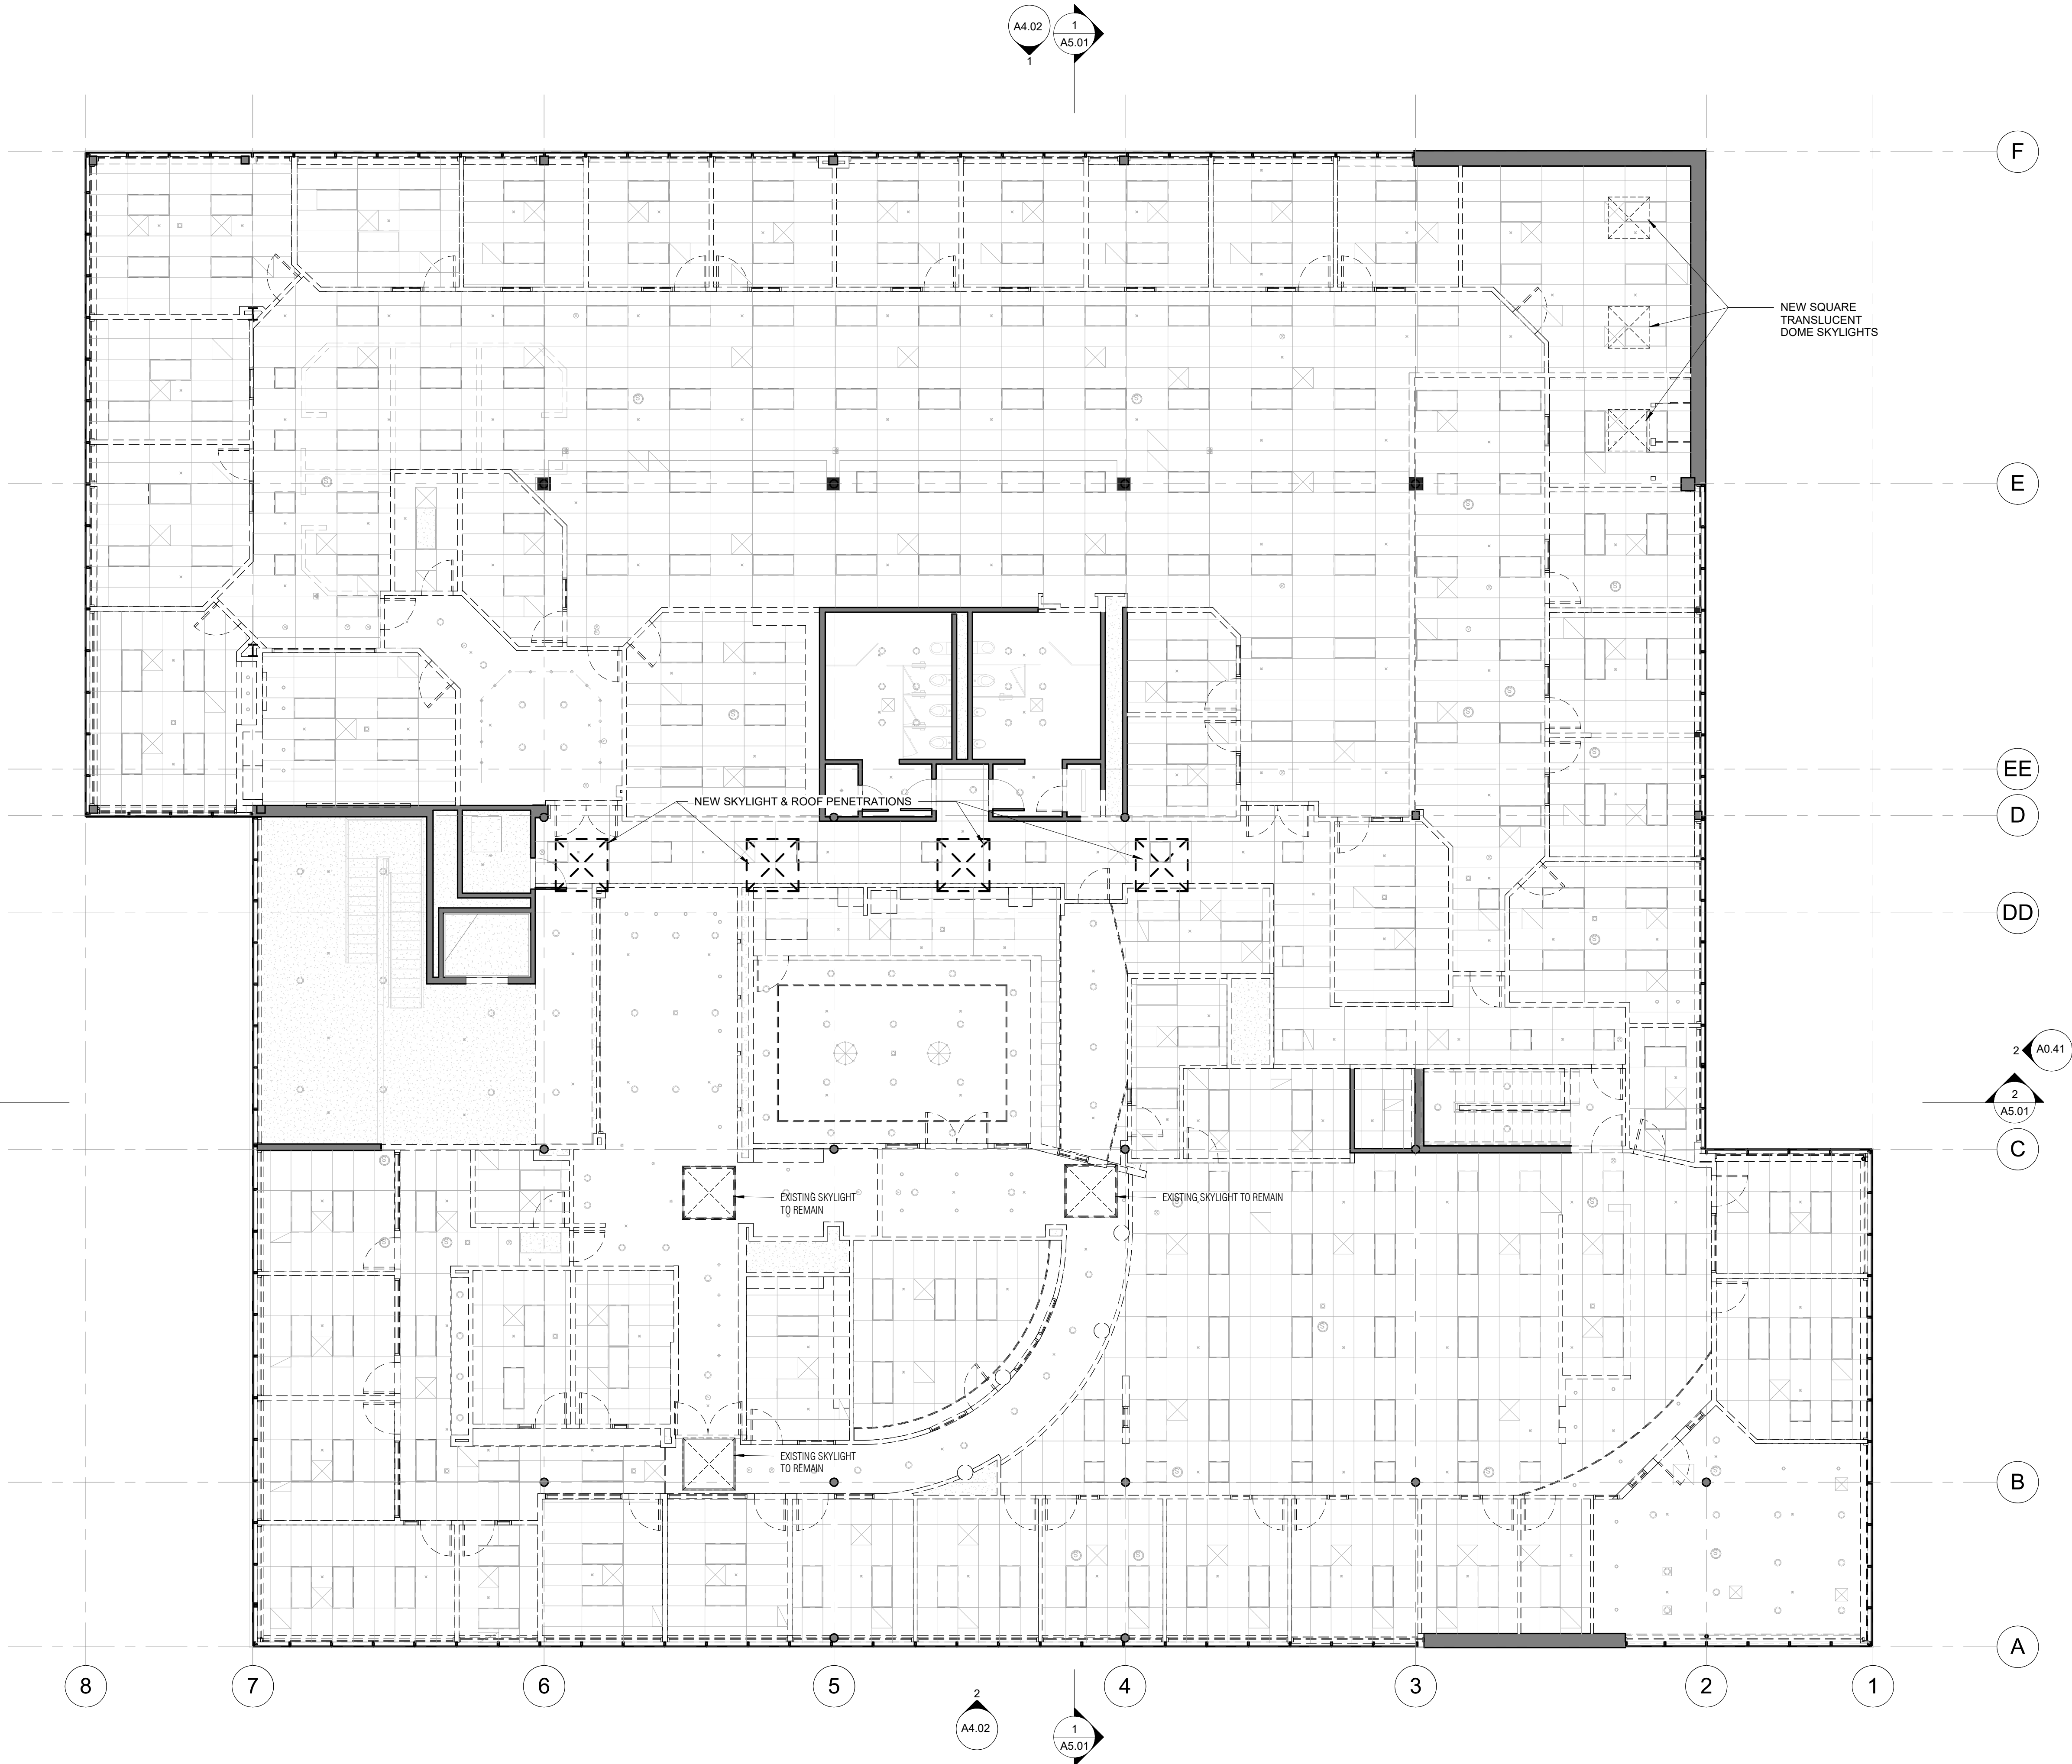 A4.02
1
1
A5.01
F
E
NEW SQUARE
TRANSLUCENT
DOME SKYLIGHTS
EE
D
NEW SKYLIGHT & ROOF PENETRATIONS
DD
2
A0.41
2
A5.01
C
EXISTING SKYLIGHT
TO REMAIN
EXISTING SKYLIGHT TO REMAIN
EXISTING SKYLIGHT
TO REMAIN
B
A
8
7
6
5
4
3
2
1
2
A4.02
1
A5.01